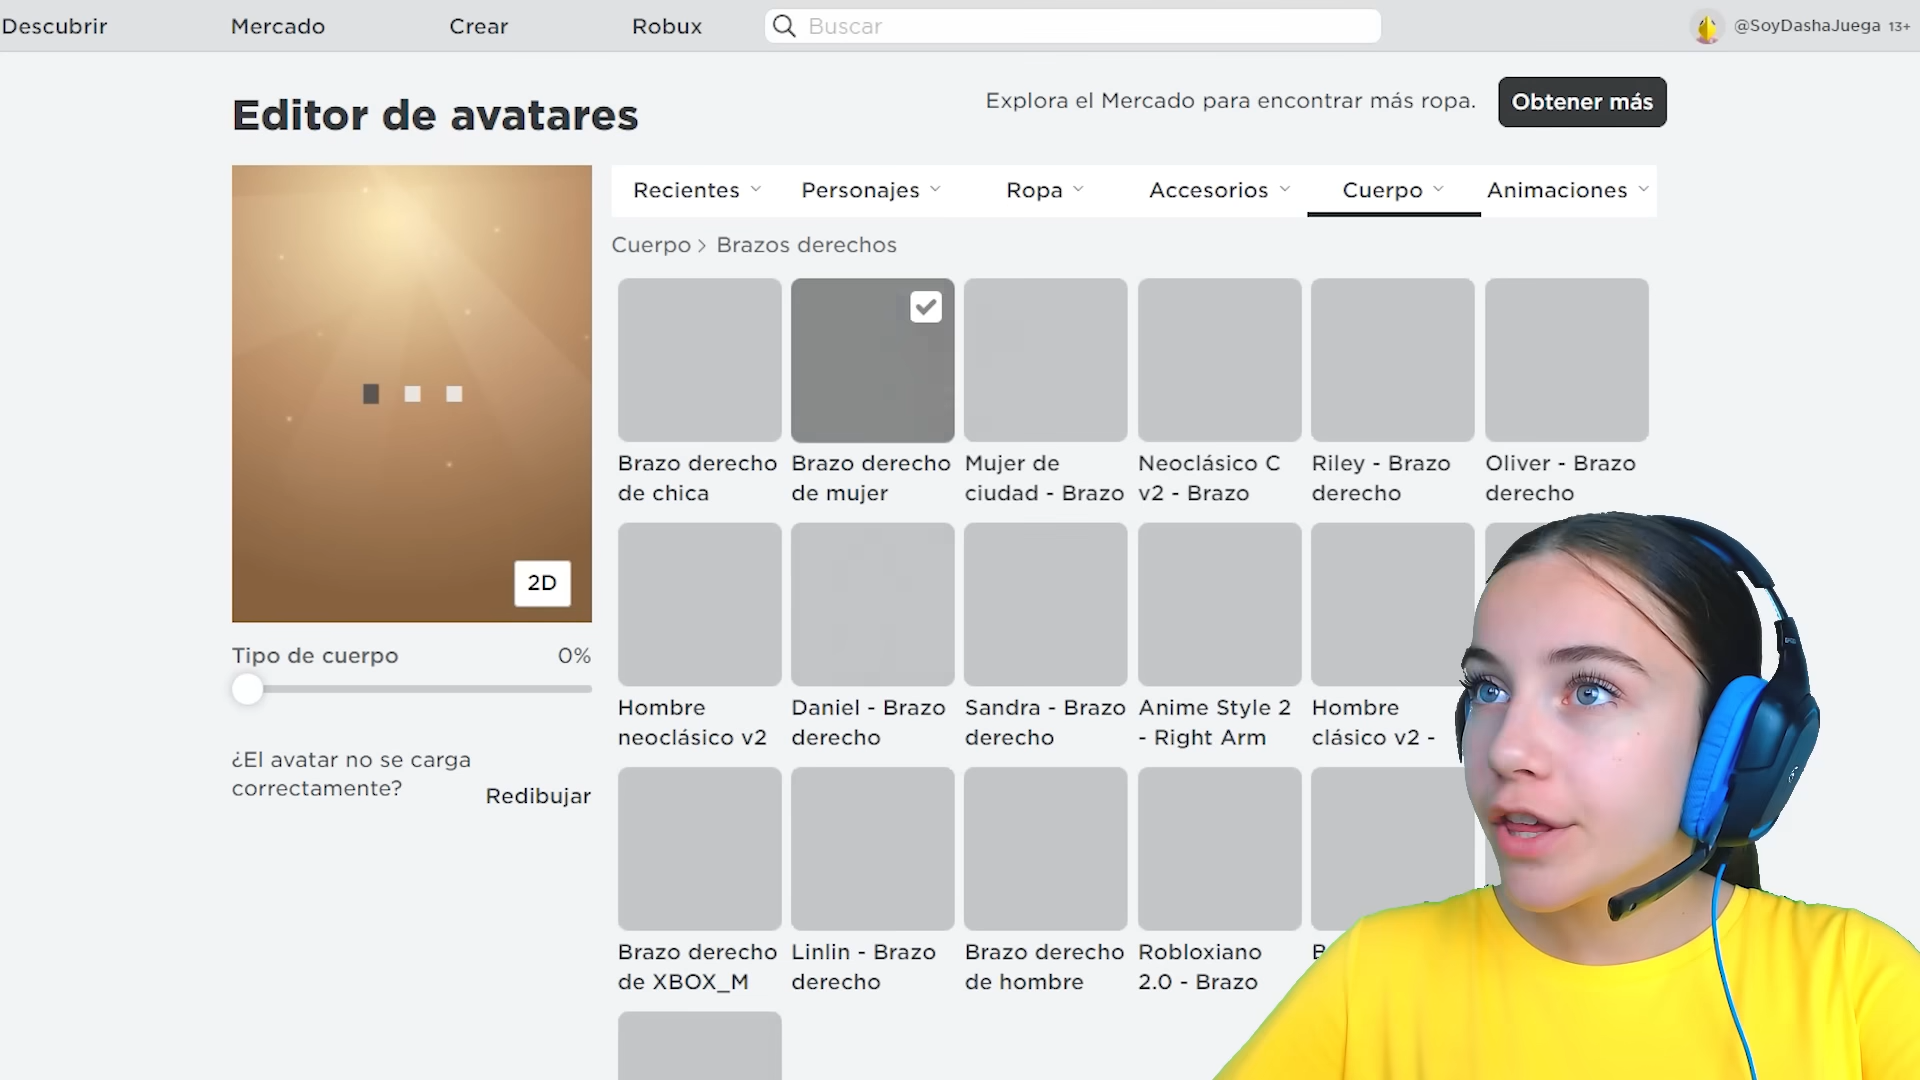 Descubrir
Mercado
Crear
Robux
Buscar
@SoyDashaJuega 13+
Editor de avatares
Explora el Mercado para encontrar más ropa.
Obtener más
Recientes
Personajes
Ropa
Accesorios
Cuerpo
Animaciones
Cuerpo > Brazos derechos
2D
Tipo de cuerpo
0%
¿El avatar no se carga
correctamente?
Redibujar
Brazo derecho
de chica
Brazo derecho
de mujer
Mujer de
ciudad - Brazo
Neoclásico C
v2 - Brazo
Riley - Brazo
derecho
Oliver - Brazo
derecho
Hombre
neoclásico v2
Daniel - Brazo
derecho
Sandra - Brazo
derecho
Anime Style 2
- Right Arm
Hombre
clásico v2 -
Brazo derecho
de XBOX_M
Linlin - Brazo
derecho
Brazo derecho
de hombre
Robloxiano
2.0 - Brazo